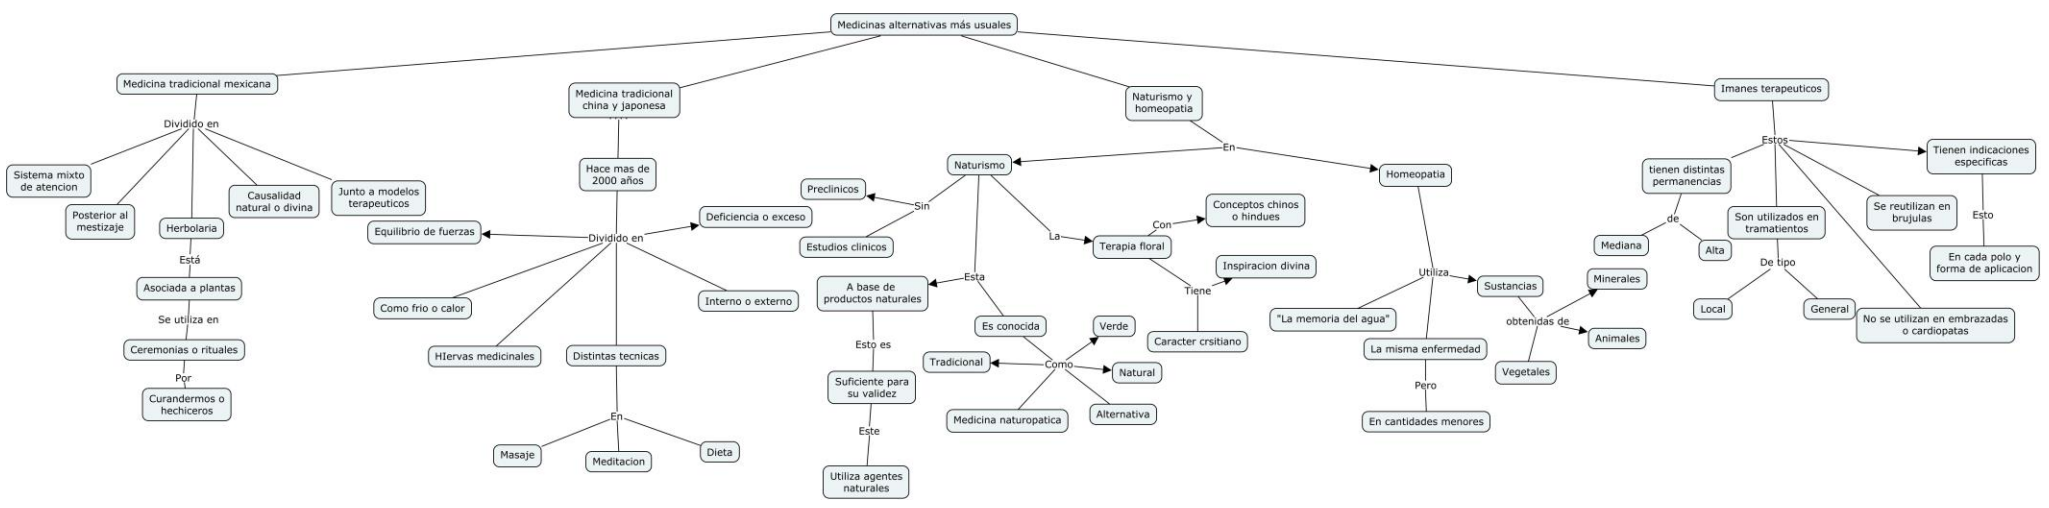 Medicinas alternativas más usuales
Medicina tradicional mexicana
Dividido en
Sistema mixto
de atencion
Posterior al
mestizaje
Herbolaria
Causalidad
natural o divina
Junto a modelos
terapeuticos
Está
Asociada a plantas
Se utiliza en
Ceremonias o rituales
Por
Curandermos o
hechiceros
Medicina tradicional
china y japonesa
Hace mas de
2000 años
Dividido en
Equilibrio de fuerzas
Deficiencia o exceso
Como frio o calor
Interno o externo
HIervas medicinales
Distintas tecnicas
En
Masaje
Meditacion
Dieta
Naturismo y
homeopatia
En
Naturismo
Sin
Preclinicos
Estudios clinicos
Esta
A base de
productos naturales
Esto es
Suficiente para
su validez
Este
Utiliza agentes
naturales
Es conocida
Como
Verde
Tradicional
Natural
Medicina naturopatica
Alternativa
La
Terapia floral
Con
Conceptos chinos
o hindues
Tiene
Inspiracion divina
Caracter crsitiano
Homeopatia
Utiliza
"La memoria del agua"
La misma enfermedad
Pero
En cantidades menores
Sustancias
obtenidas de
Minerales
Animales
Vegetales
Imanes terapeuticos
Estos
tienen distintas
permanencias
de
Mediana
Alta
Son utilizados en
tramatientos
De tipo
Local
General
Se reutilizan en
brujulas
No se utilizan en embrazadas
o cardiopatas
Tienen indicaciones
especificas
Esto
En cada polo y
forma de aplicacion